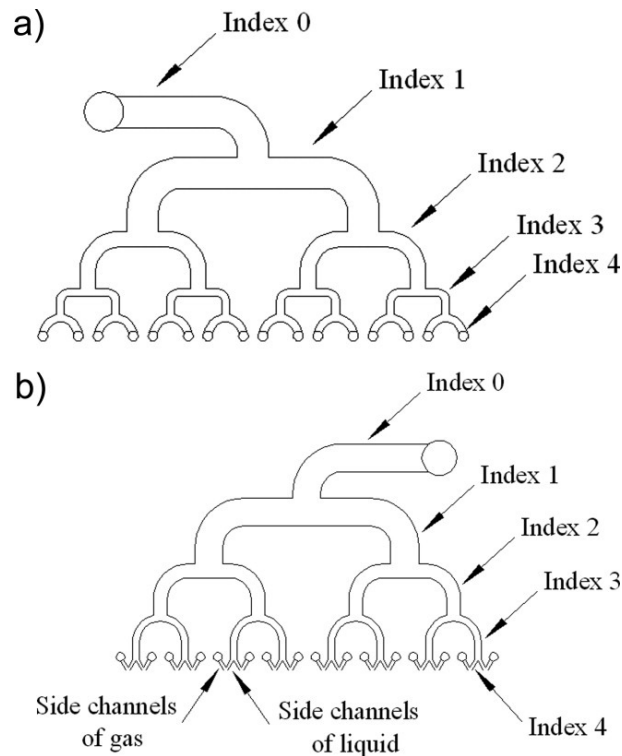 a)
Index 0
Index 1
Index 2
Index 3
Index 4
b)
Index 0
Index 1
Index 2
Index 3
Side channels
of gas
Side channels
of liquid
Index 4